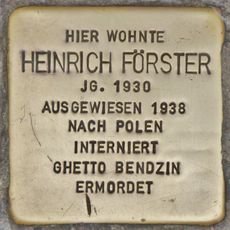 HIER WOHNTE
HEINRICH FÖRSTER
JG. 1930
AUSGEWIESEN 1938
NACH POLEN
INTERNIERT
GHETTO BENDZIN
ERMORDET